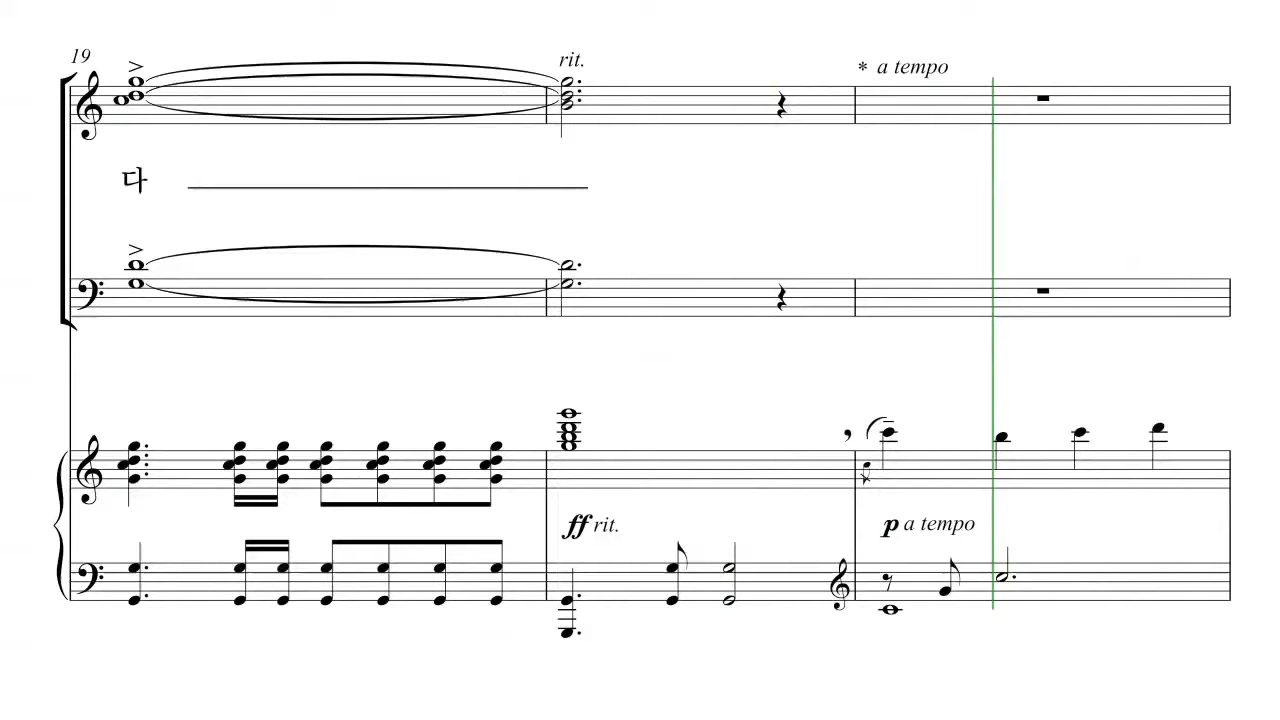 19
rit.
* a tempo
다
ff rit.
p a tempo